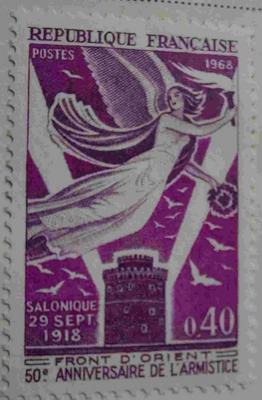 REPUBLIQUE FRANÇAISE
POSTES 1968
SALONIQUE
29 SEPT.
1918
0,40
FRONT D'ORIENT
50e ANNIVERSAIRE DE L'ARMISTICE